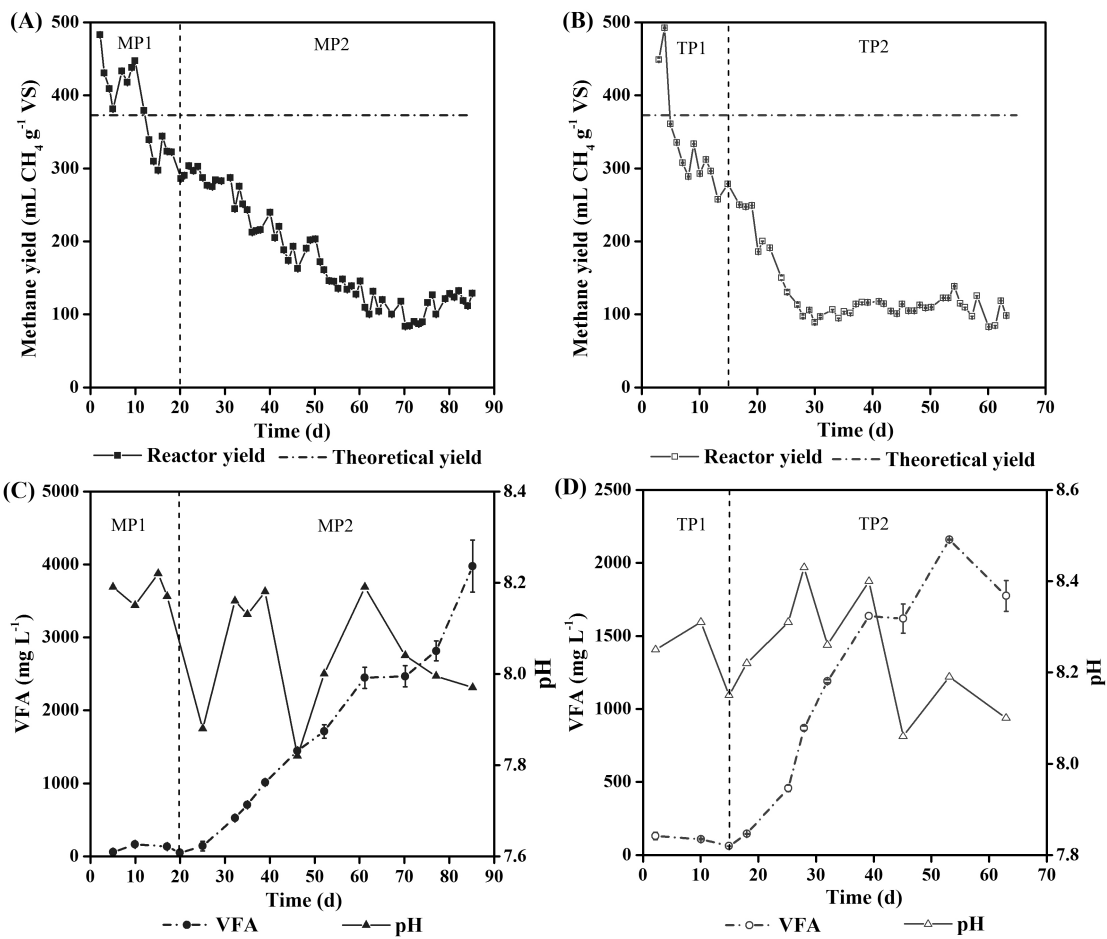 (A)
MP1
MP2
Methane yield (mL CH4 g-1 VS)
500
400
300
200
100
0
0 10 20 30 40 50 60 70 80 90
Time (d)
Reactor yield Theoretical yield
(B)
TP1
TP2
Methane yield (mL CH4 g-1 VS)
500
400
300
200
100
0
0 10 20 30 40 50 60 70
Time (d)
Reactor yield Theoretical yield
(C)
MP1
MP2
VFA (mg L-1)
5000
4000
3000
2000
1000
0
8.4
8.2
8.0
7.8
7.6
pH
0 10 20 30 40 50 60 70 80 90
Time (d)
VFA pH
(D)
TP1
TP2
VFA (mg L-1)
2500
2000
1500
1000
500
0
8.6
8.4
8.2
8.0
7.8
pH
0 10 20 30 40 50 60 70
Time (d)
VFA pH